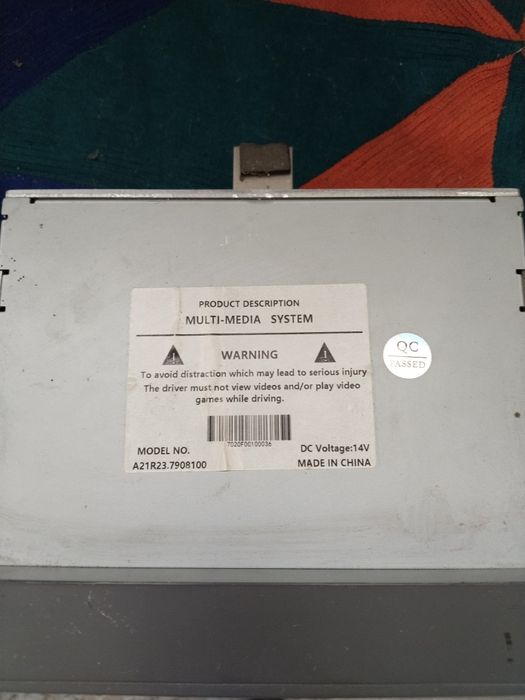 PRODUCT DESCRIPTION
MULTI-MEDIA SYSTEM
WARNING
To avoid distraction which may lead to serious injury
The driver must not view videos and/or play video
games while driving.
7020F00100036
MODEL NO.
A21R23.7908100
DC Voltage:14V
MADE IN CHINA
QC
PASSED